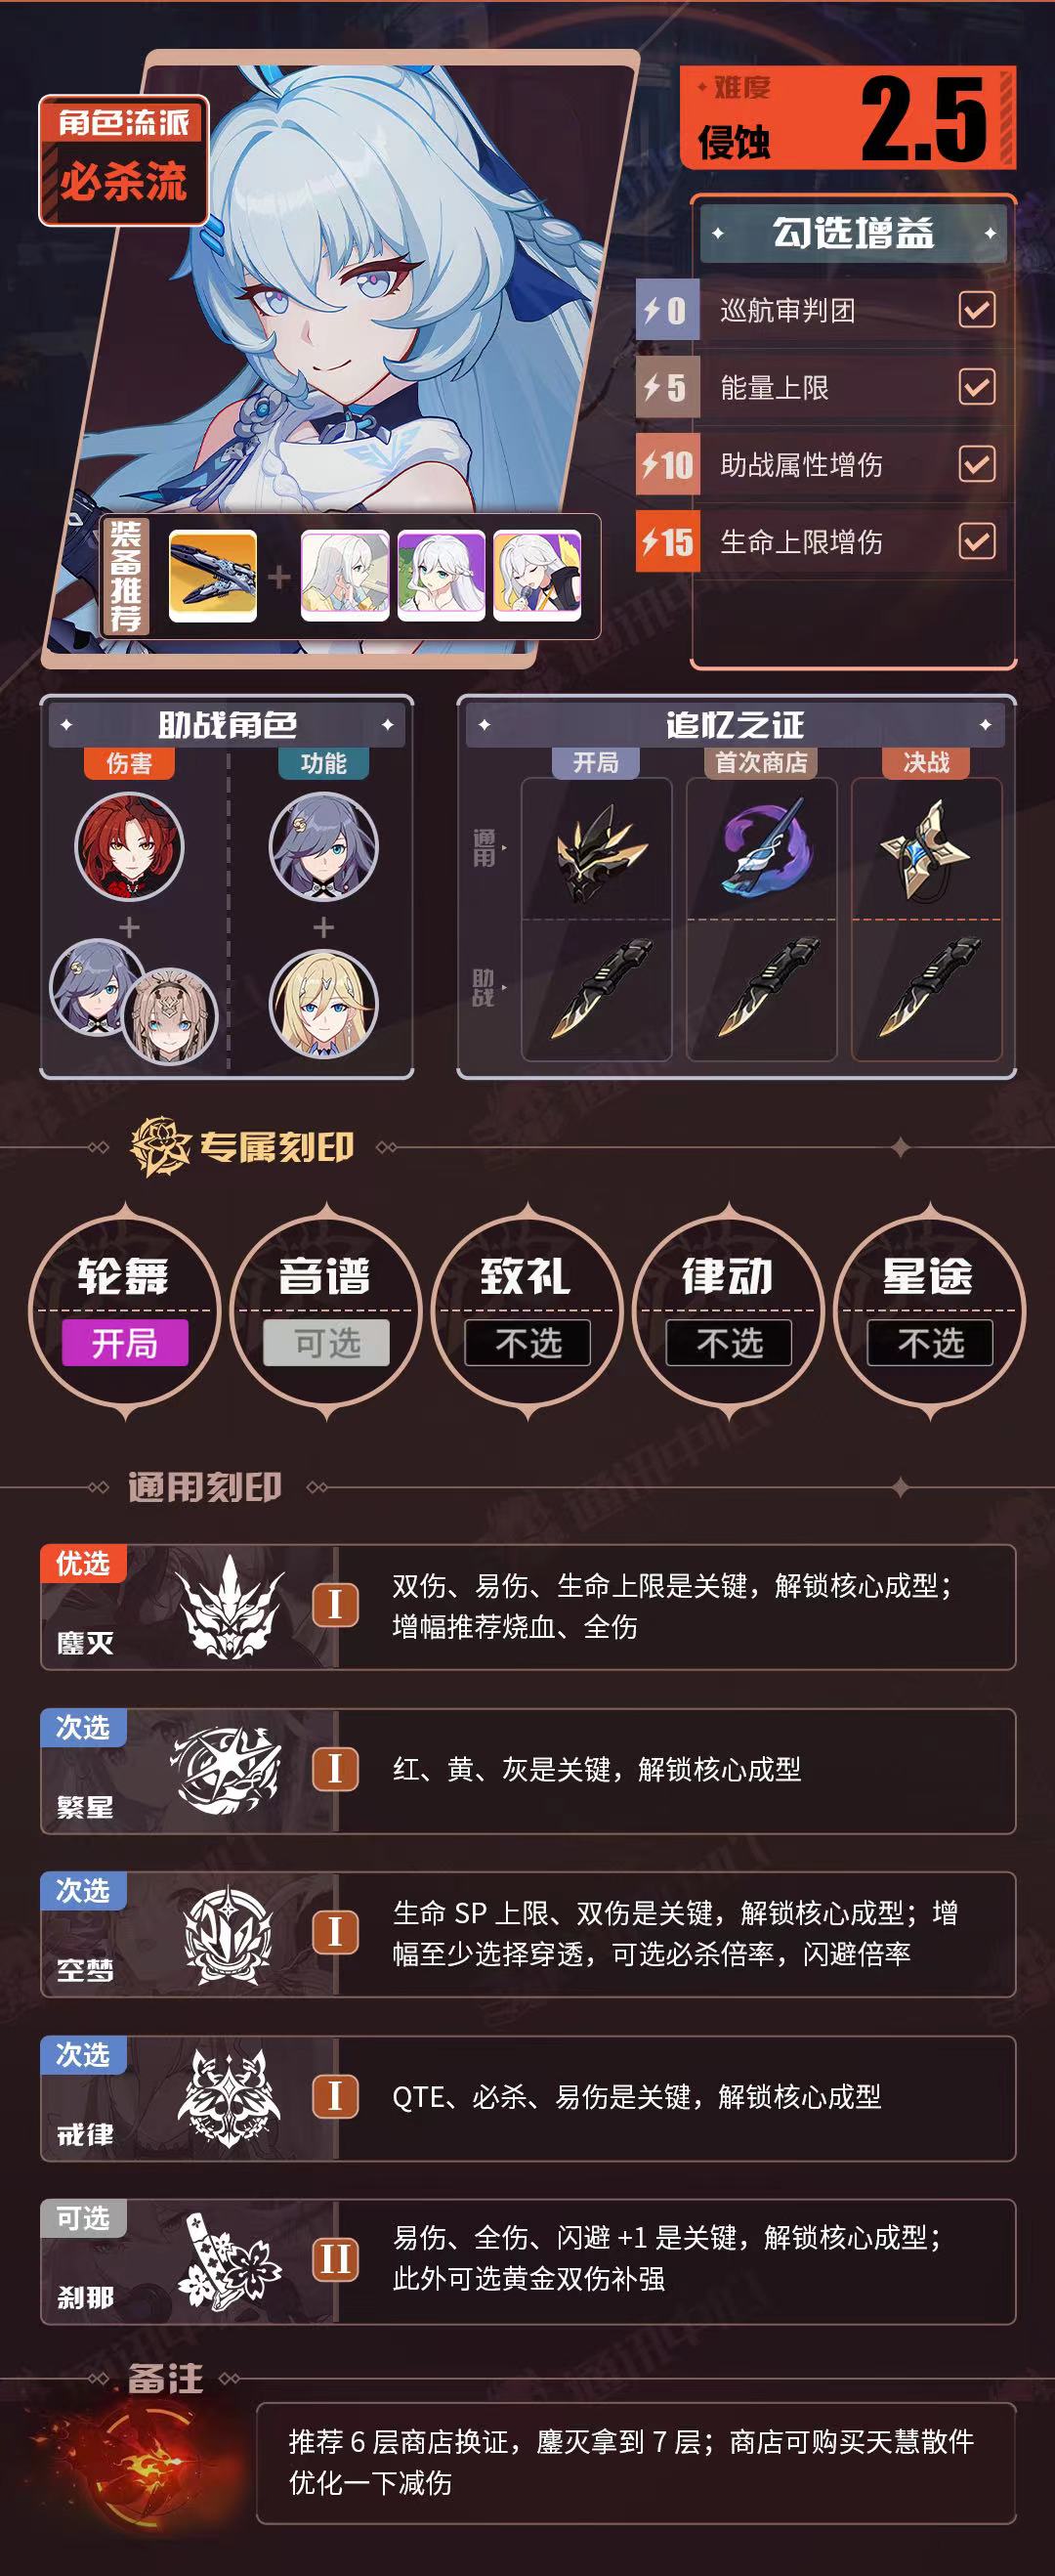 角色流派
必杀流
难度
侵蚀
2.5
勾选增益
0 巡航审判团
5 能量上限
10 助战属性增伤
15 生命上限增伤
装备推荐
助战角色
伤害 功能
追忆之证
开局 首次商店 决战
通用
助战
专属刻印
轮舞 音谱 致礼 律动 星途
开局 可选 不选 不选 不选
通用刻印
优选
鏖灭
I
双伤、易伤、生命上限是关键，解锁核心成型；
增幅推荐烧血、全伤
次选
繁星
I
红、黄、灰是关键，解锁核心成型
次选
空梦
I
生命 SP 上限、双伤是关键，解锁核心成型；增
幅至少选择穿透，可选必杀倍率，闪避倍率
次选
戒律
I
QTE、必杀、易伤是关键，解锁核心成型
可选
刹那
II
易伤、全伤、闪避 +1 是关键，解锁核心成型；
此外可选黄金双伤补强
备注
推荐 6 层商店换证，鏖灭拿到 7 层；商店可购买天慧散件
优化一下减伤